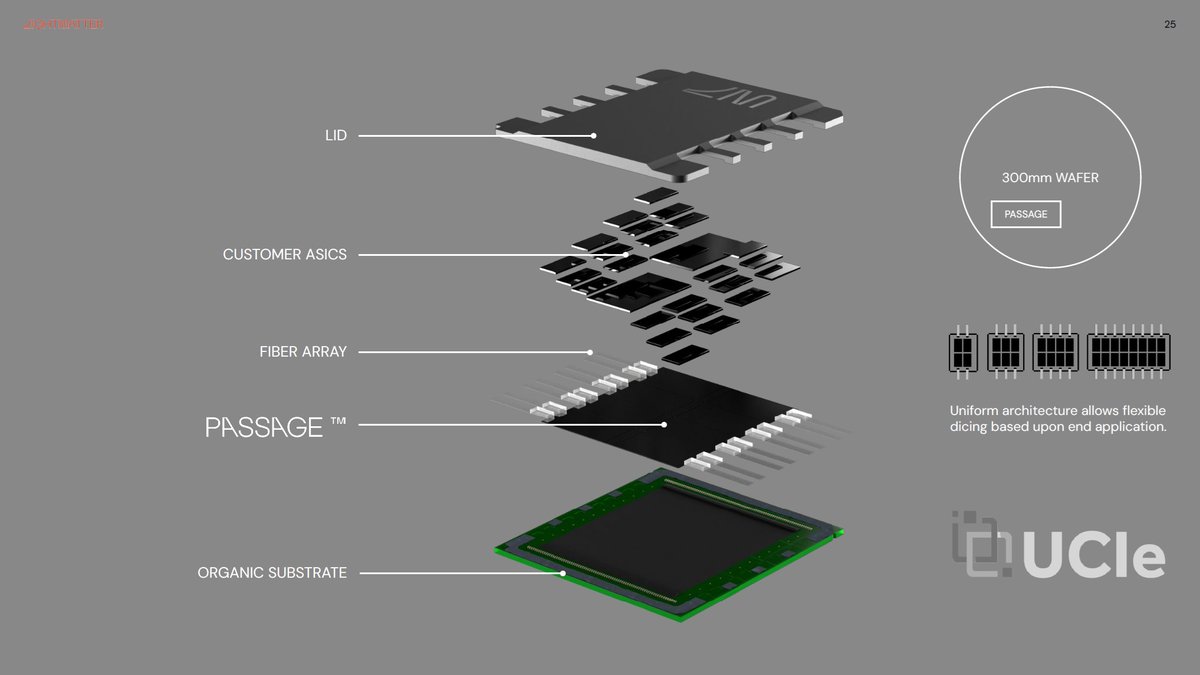 LIGHTMATTER
25
LID
CUSTOMER ASICS
FIBER ARRAY
PASSAGE ™
ORGANIC SUBSTRATE
300mm WAFER
PASSAGE
Uniform architecture allows flexible
dicing based upon end application.
UCIe